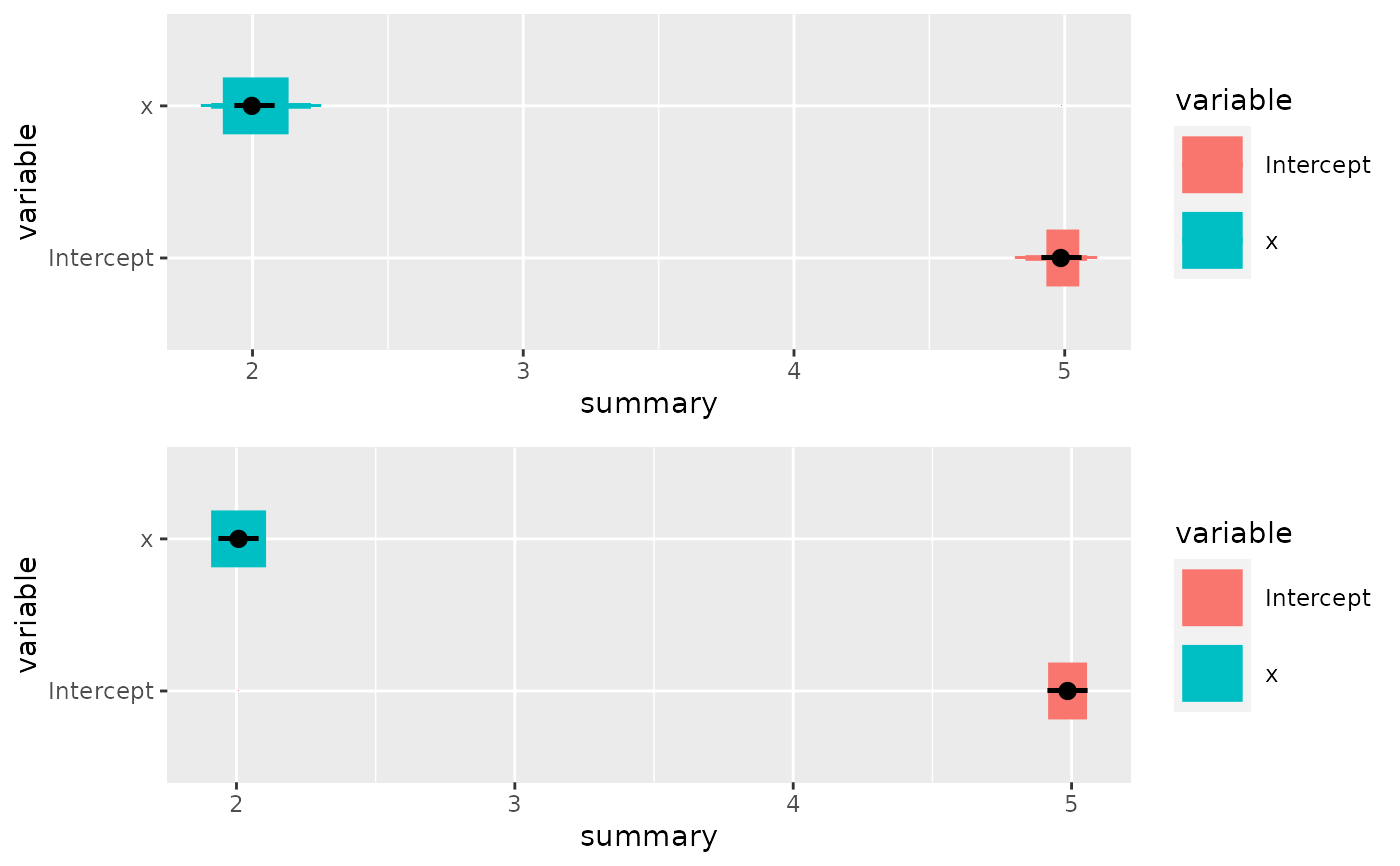 variable
x
Intercept
2 3 4 5
summary
variable
Intercept
x
variable
x
Intercept
2 3 4 5
summary
variable
Intercept
x